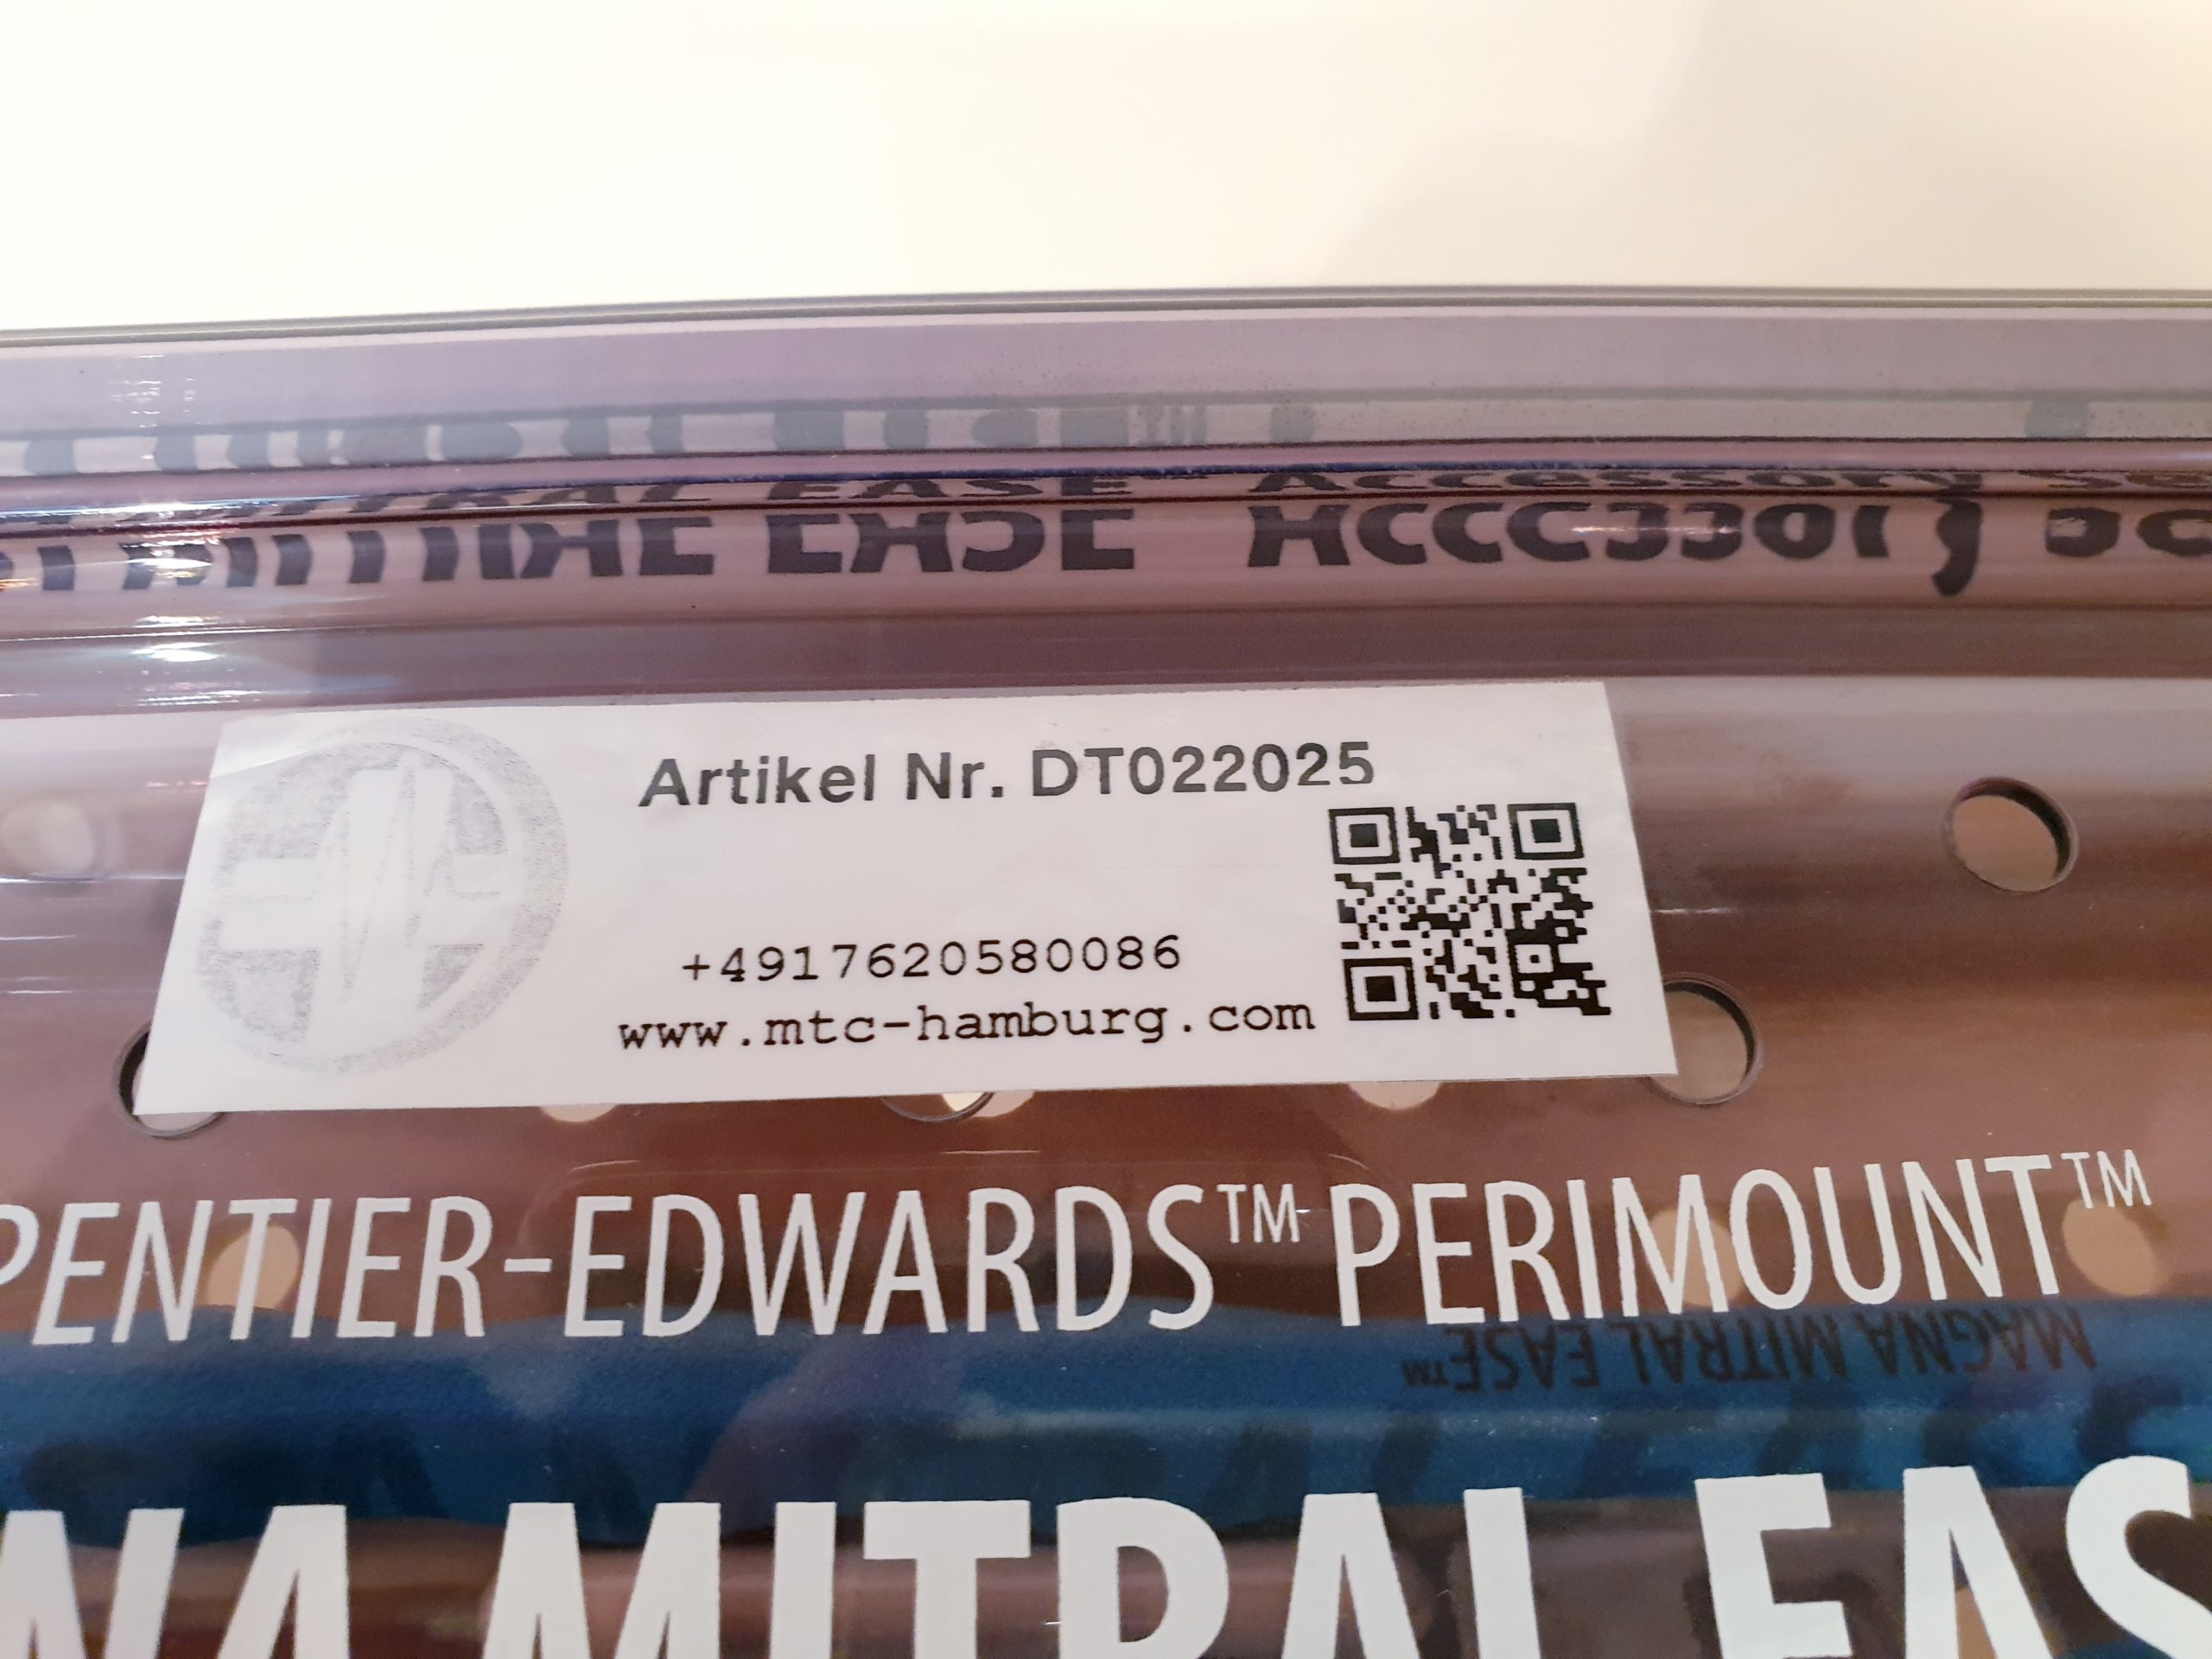 MITRAL EASE™ Accessory
Artikel Nr. DT022025
+4917620580086
www.mtc-hamburg.com
PENTIER-EDWARDS™ PERIMOUNT™
MAGNA MITRAL EASE™
NA MITRAL EAS